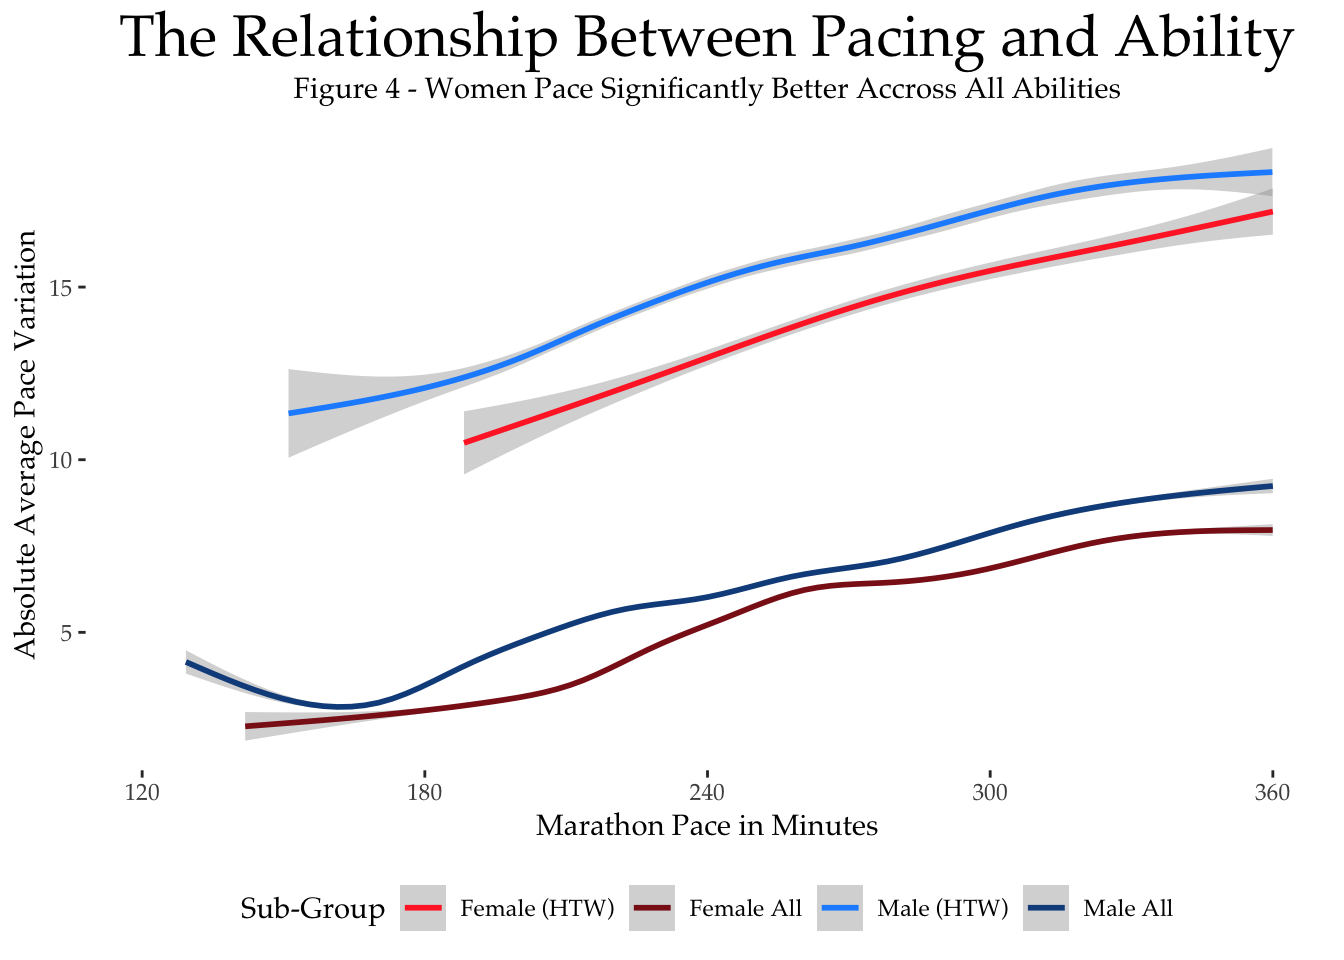 The Relationship Between Pacing and Ability
Figure 4 - Women Pace Significantly Better Accross All Abilities
Absolute Average Pace Variation
15
10
5
120 180 240 300 360
Marathon Pace in Minutes
Sub-Group Female (HTW) Female All Male (HTW) Male All